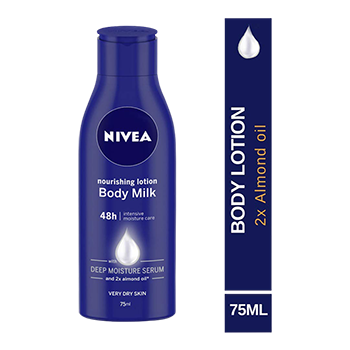 NIVEA
nourishing lotion
Body Milk
48h | intensive
moisture care
with
DEEP MOISTURE SERUM
and 2x almond oil*
VERY DRY SKIN
75ml
BODY LOTION
2x Almond oil
75ML